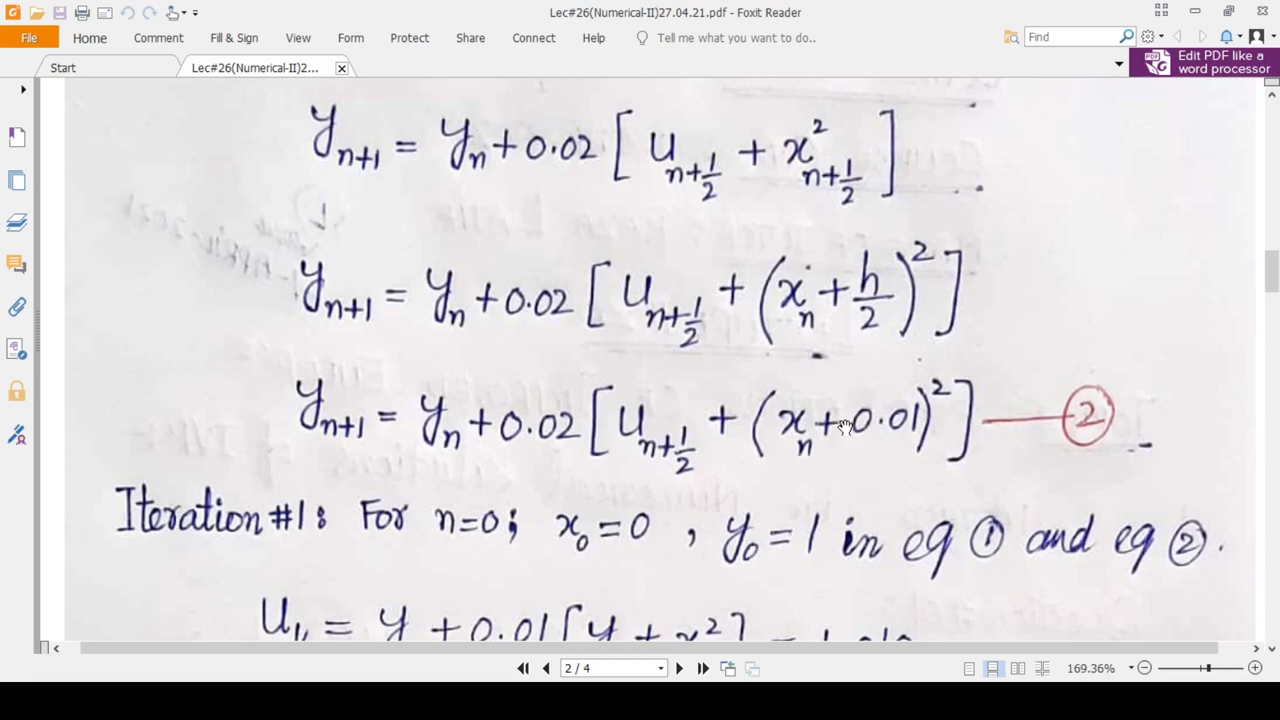 Lec#26(Numerical-II)27.04.21.pdf - Foxit Reader
File Home Comment Fill & Sign View Form Protect Share Connect Help Tell me what you want to do.. Find
Start Lec#26(Numerical-II)2... Edit PDF like a
word processor
y_{n+1} = y_n + 0.02 [ u_{n+1/2} + x²_{n+1/2} ]
y_{n+1} = y_n + 0.02 [ u_{n+1/2} + (x_n + h/2)² ]
y_{n+1} = y_n + 0.02 [ u_{n+1/2} + (x_n + 0.01)² ] — ②
Iteration #1: For n=0; x₀=0 , y₀=1 in eq ① and eq ②.
2 / 4 169.36%